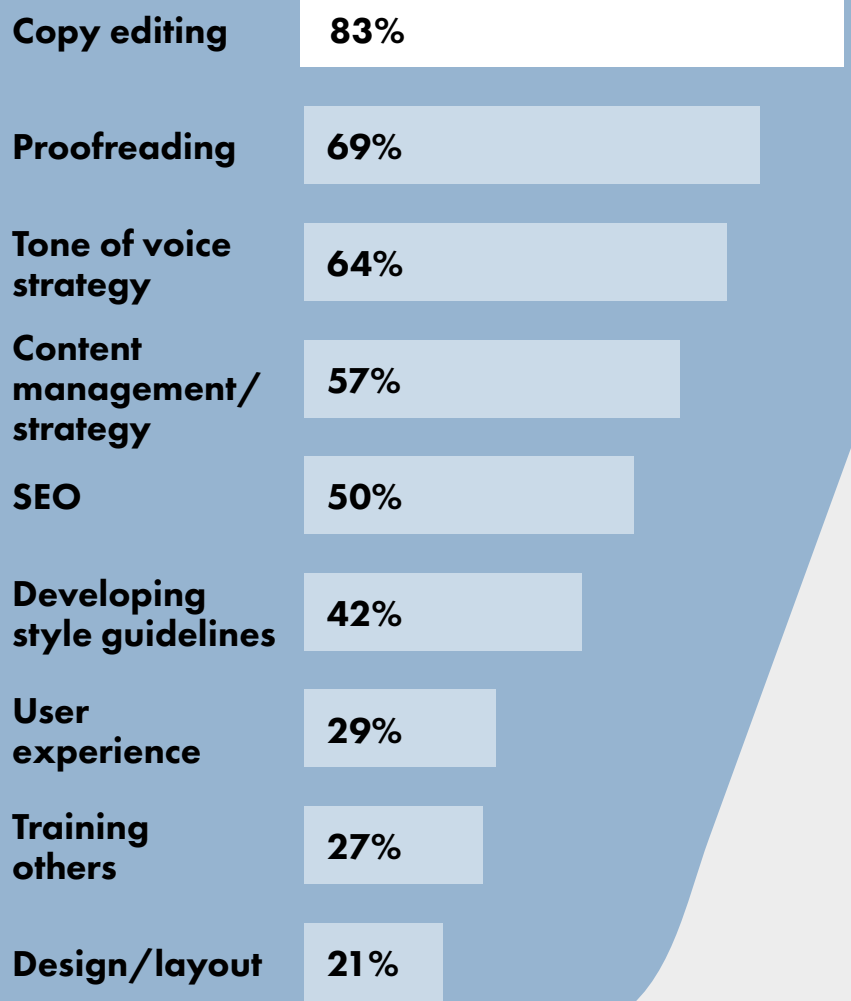 Copy editing 83%
Proofreading 69%
Tone of voice
strategy
64%
Content
management/
strategy
57%
SEO 50%
Developing
style guidelines
42%
User
experience
29%
Training
others
27%
Design/layout 21%